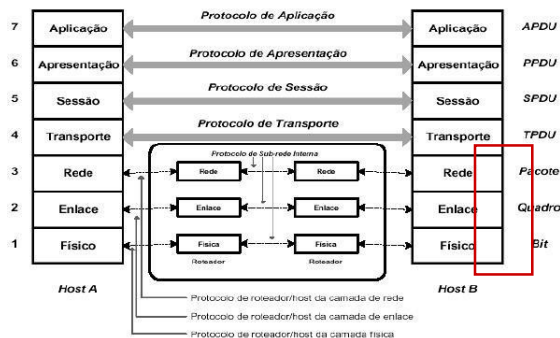 Protocolo de Aplicação
7 Aplicação Aplicação APDU
Protocolo de Apresentação
6 Apresentação Apresentação PPDU
Protocolo de Sessão
5 Sessão Sessão SPDU
Protocolo de Transporte
4 Transporte Transporte TPDU
Protocolo de Sub-rede Interna
3 Rede Rede Rede Rede Pacote
2 Enlace Enlace Enlace Enlace Quadro
1 Físico Física Física Físico Bit
Roteador Roteador
Host A Host B
Protocolo de roteador/host da camada de rede
Protocolo de roteador/host da camada de enlace
Protocolo de roteador/host da camada física